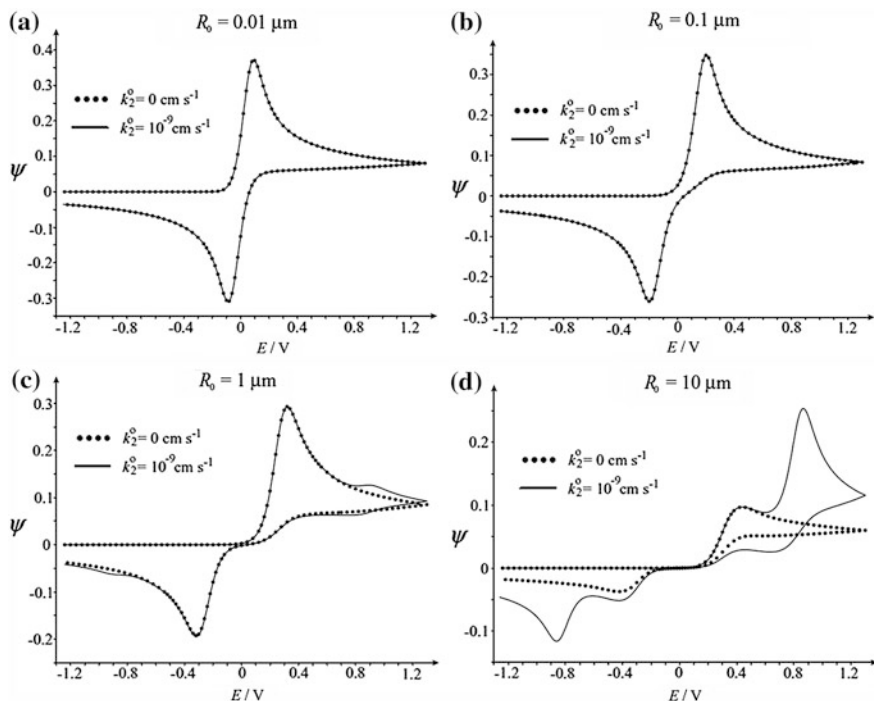 (a)
R₀ = 0.01 μm
0.4
0.3
0.2
0.1
0
-0.1
-0.2
-0.3
ψ
k₂º= 0 cm s⁻¹
k₂º= 10⁻⁹cm s⁻¹
-1.2 -0.8 -0.4 0 0.4 0.8 1.2
E / V
(b)
R₀ = 0.1 μm
0.3
0.2
0.1
0
-0.1
-0.2
-0.3
ψ
k₂º= 0 cm s⁻¹
k₂º= 10⁻⁹cm s⁻¹
-1.2 -0.8 -0.4 0 0.4 0.8 1.2
E / V
(c)
R₀ = 1 μm
0.3
0.2
0.1
0
-0.1
-0.2
ψ
k₂º= 0 cm s⁻¹
k₂º= 10⁻⁹cm s⁻¹
-1.2 -0.8 -0.4 0 0.4 0.8 1.2
E / V
(d)
R₀ = 10 μm
0.2
0.1
0
-0.1
ψ
k₂º= 0 cm s⁻¹
k₂º= 10⁻⁹cm s⁻¹
-1.2 -0.8 -0.4 0 0.4 0.8 1.2
E / V